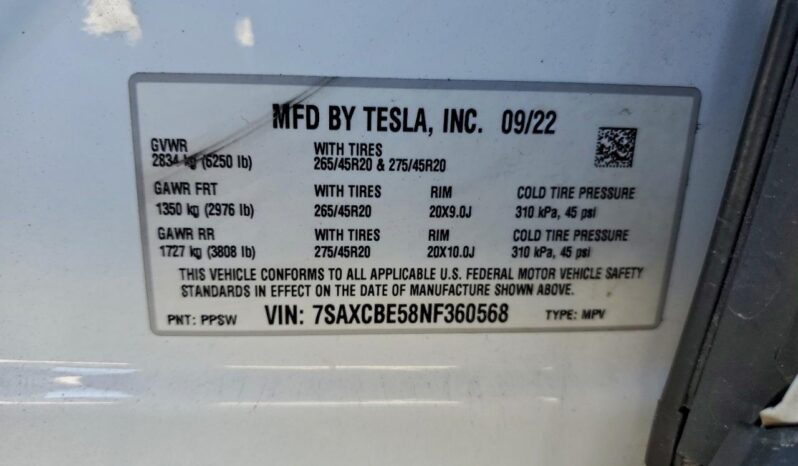 MFD BY TESLA, INC. 09/22
GVWR WITH TIRES
2834 kg (6250 lb) 265/45R20 & 275/45R20
GAWR FRT WITH TIRES RIM COLD TIRE PRESSURE
1350 kg (2976 lb) 265/45R20 20X9.0J 310 kPa, 45 psi
GAWR RR WITH TIRES RIM COLD TIRE PRESSURE
1727 kg (3808 lb) 275/45R20 20X10.0J 310 kPa, 45 psi
THIS VEHICLE CONFORMS TO ALL APPLICABLE U.S. FEDERAL MOTOR VEHICLE SAFETY
STANDARDS IN EFFECT ON THE DATE OF MANUFACTURE SHOWN ABOVE.
PNT: PPSW VIN: 7SAXCBE58NF360568 TYPE: MPV